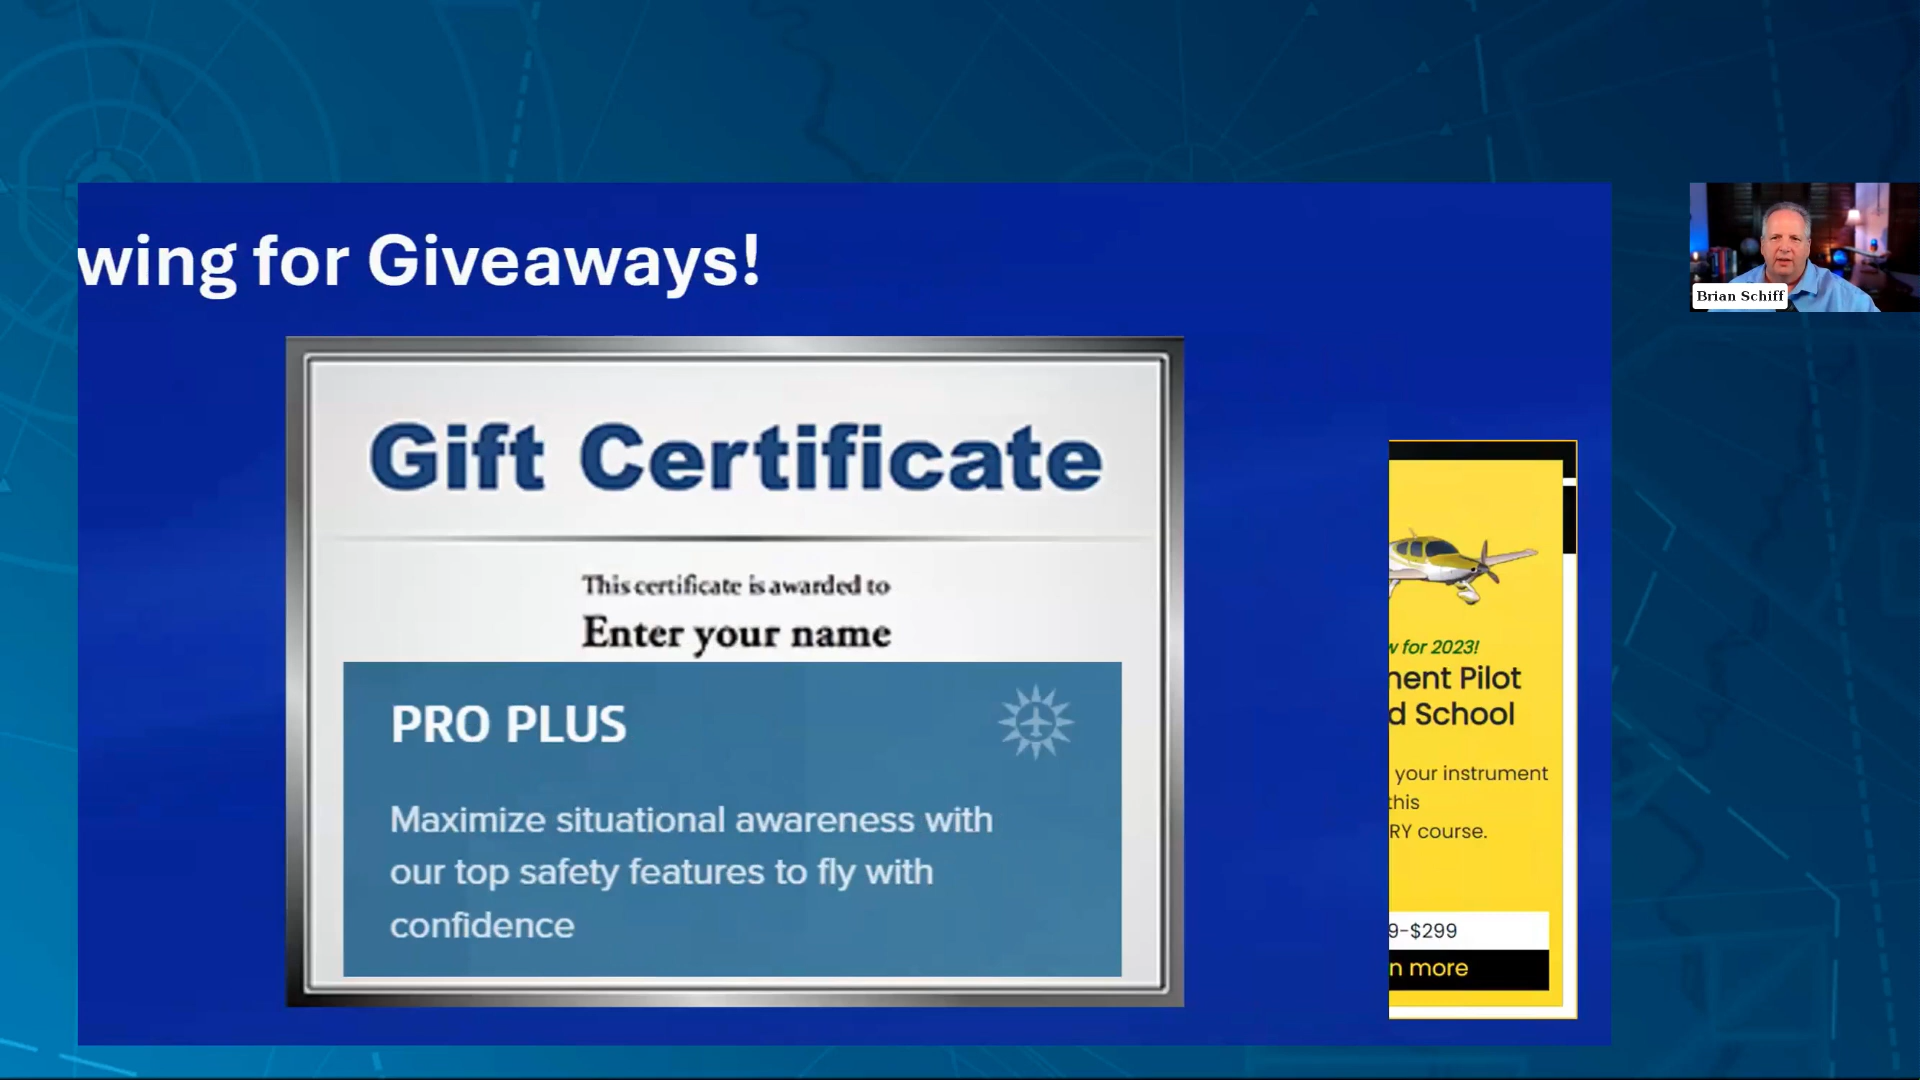 wing for Giveaways!
Gift Certificate
This certificate is awarded to
Enter your name
PRO PLUS
Maximize situational awareness with
our top safety features to fly with
confidence
w for 2023!
ment Pilot
d School
your instrument
this
RY course.
9-$299
n more
Brian Schiff